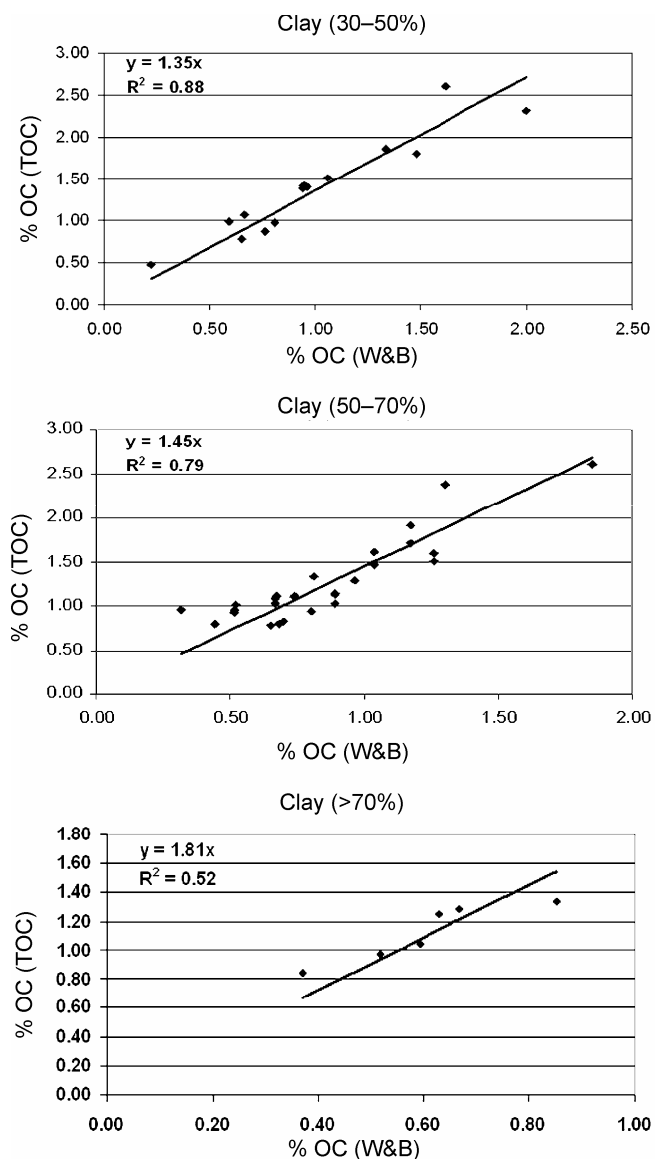 Clay (30–50%)
y = 1.35x
R² = 0.88
3.00
2.50
2.00
1.50
1.00
0.50
0.00
% OC (TOC)
0.00 0.50 1.00 1.50 2.00 2.50
% OC (W&B)
Clay (50–70%)
y = 1.45x
R² = 0.79
3.00
2.50
2.00
1.50
1.00
0.50
0.00
% OC (TOC)
0.00 0.50 1.00 1.50 2.00
% OC (W&B)
Clay (>70%)
y = 1.81x
R² = 0.52
1.80
1.60
1.40
1.20
1.00
0.80
0.60
0.40
0.20
0.00
% OC (TOC)
0.00 0.20 0.40 0.60 0.80 1.00
% OC (W&B)